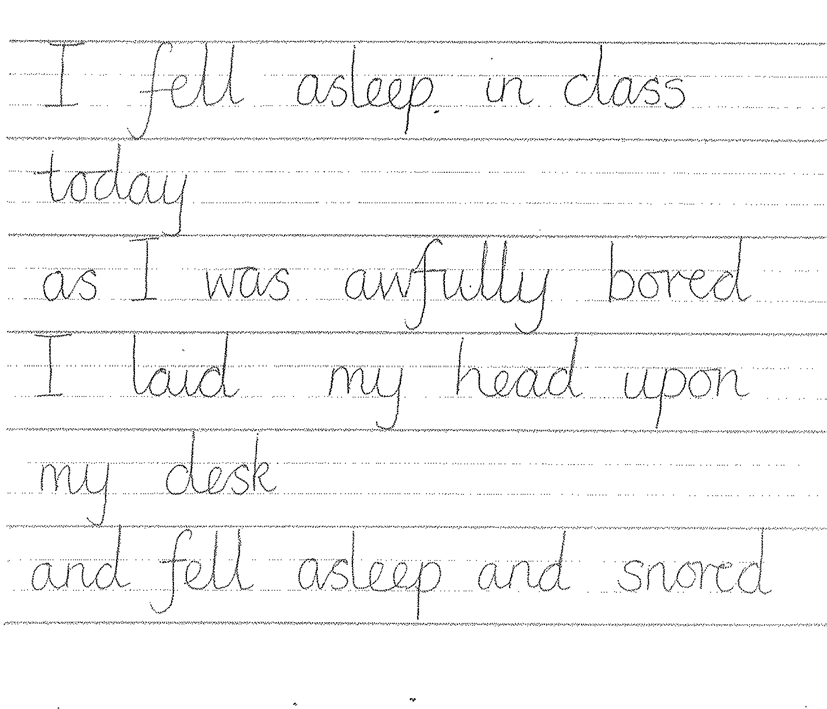 I fell asleep. in class
today
as I was awfully bored
I laid my head upon
my desk
and fell asleep and snored